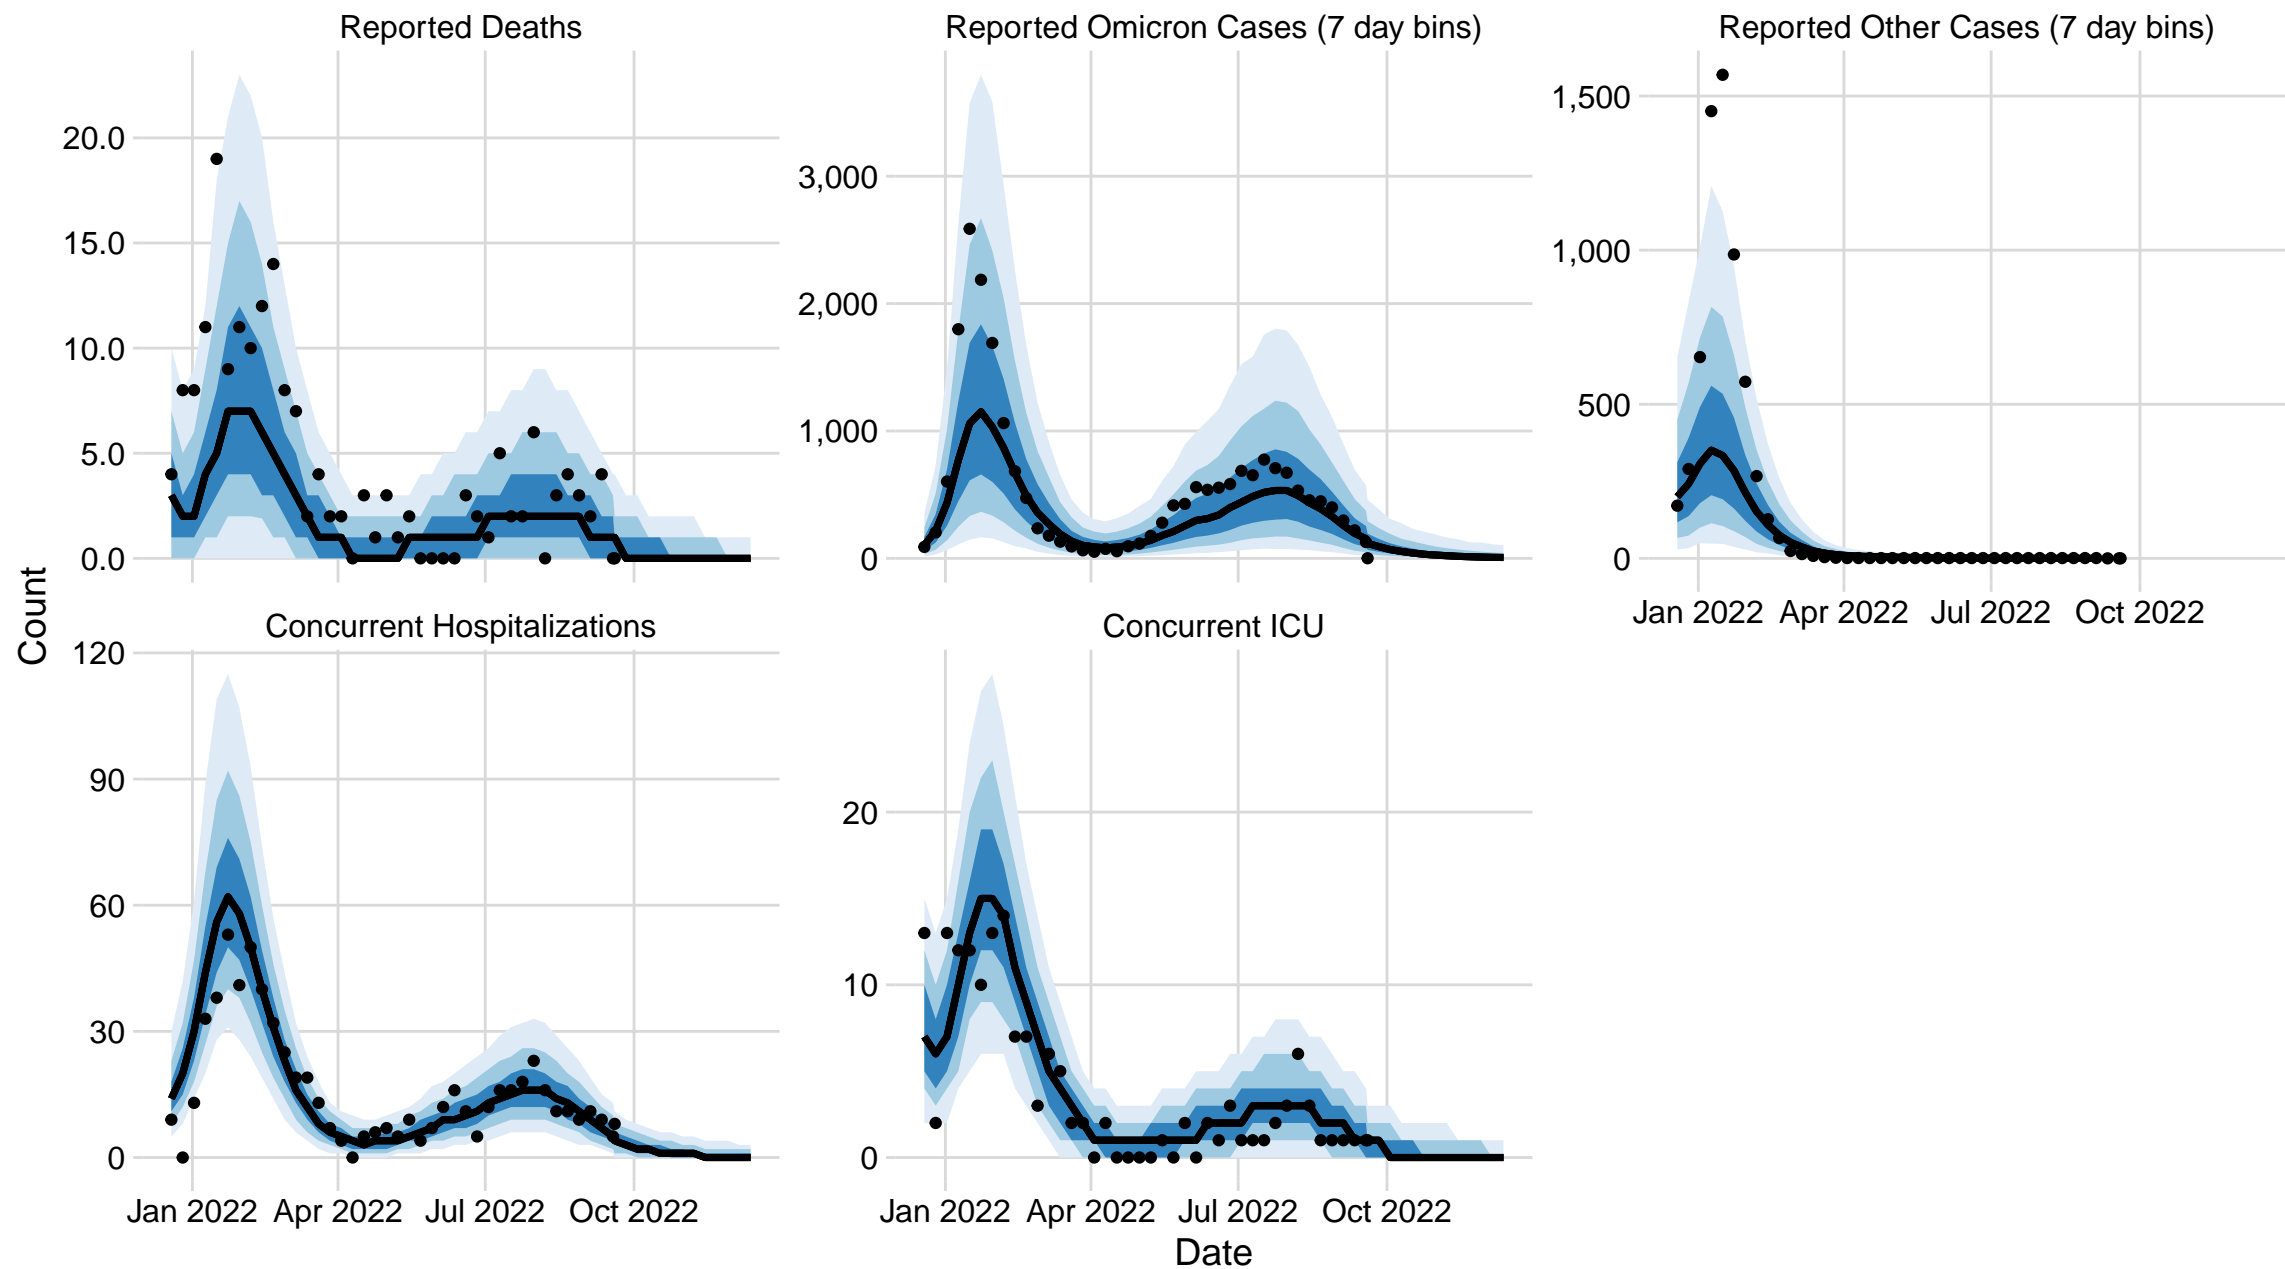 Reported Deaths
Reported Omicron Cases (7 day bins)
Reported Other Cases (7 day bins)
20.0
15.0
10.0
5.0
0.0
3,000
2,000
1,000
0
1,500
1,000
500
0
Jan 2022 Apr 2022 Jul 2022 Oct 2022
Count
Concurrent Hospitalizations
Concurrent ICU
120
90
60
30
0
20
10
0
Jan 2022 Apr 2022 Jul 2022 Oct 2022
Jan 2022 Apr 2022 Jul 2022 Oct 2022
Date